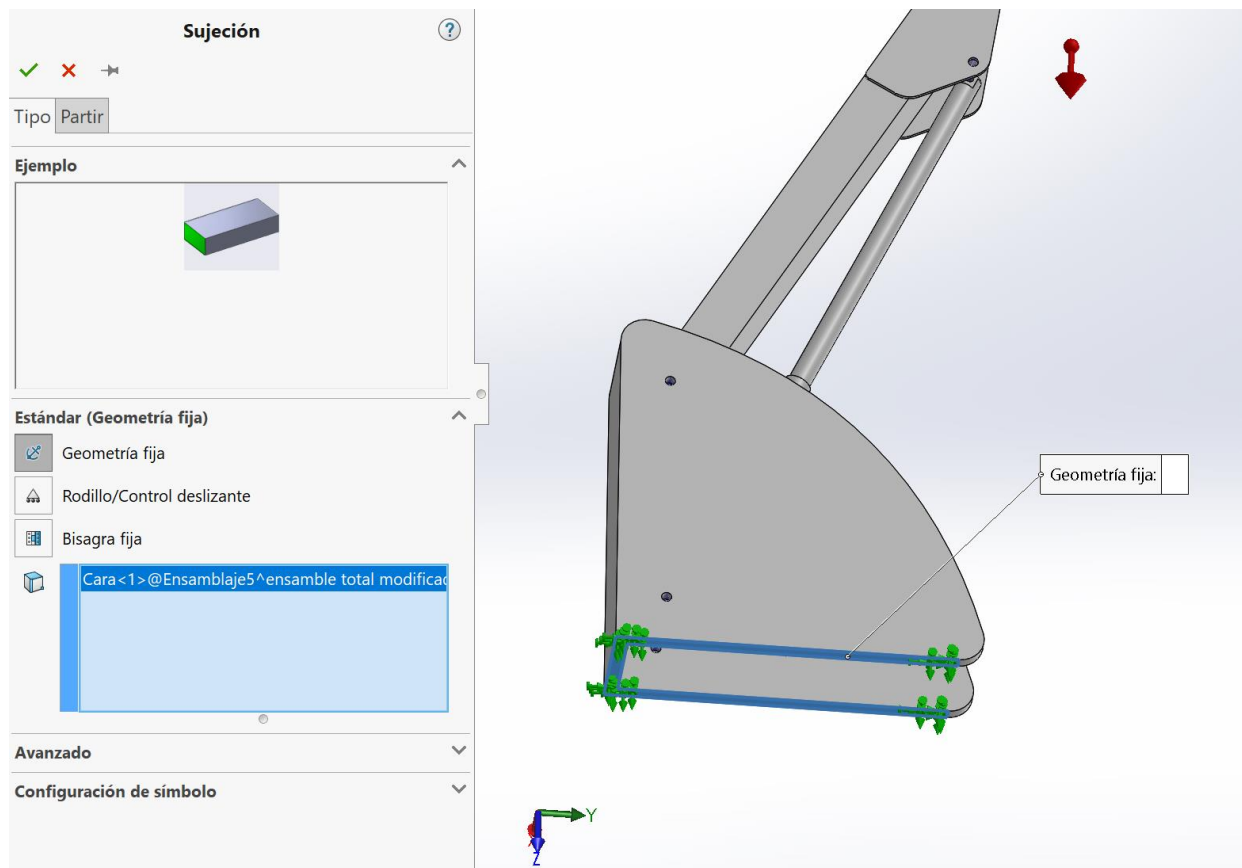 Sujeción
?
Tipo Partir
Ejemplo
Estándar (Geometría fija)
Geometría fija
Rodillo/Control deslizante
Bisagra fija
Cara<1>@Ensamblaje5^ensamble total modificad
Avanzado
Configuración de símbolo
Geometría fija:
Y
Z